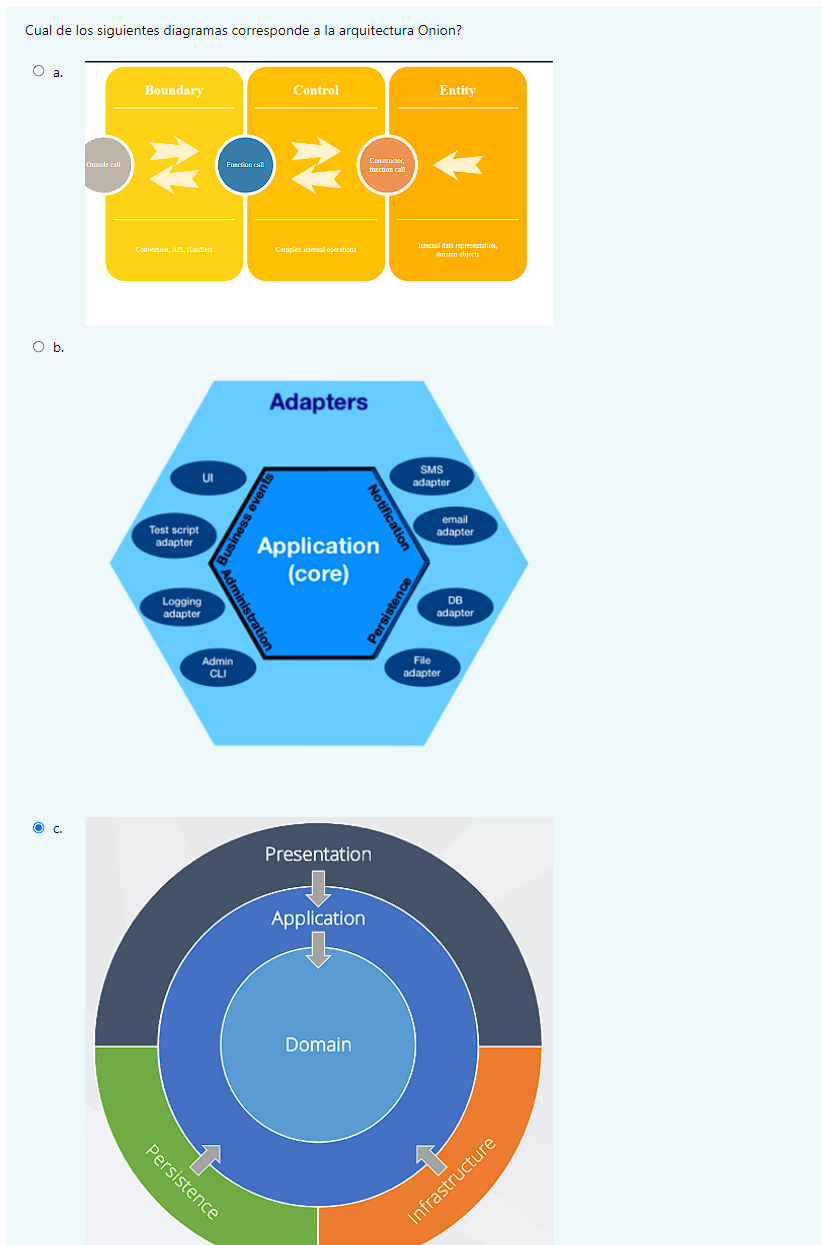 Cual de los siguientes diagramas corresponde a la arquitectura Onion?
a.
Boundary
Control
Entity
Outside call
Function call
Constructor,
function call
Conversion, API, Handlers
Complex internal operations
Internal data representation,
domain objects
b.
Adapters
UI
SMS
adapter
Test script
adapter
email
adapter
Business events
Notification
Application
(core)
Administration
Persistence
Logging
adapter
DB
adapter
Admin
CLI
File
adapter
c.
Presentation
Application
Domain
Persistence
Infrastructure